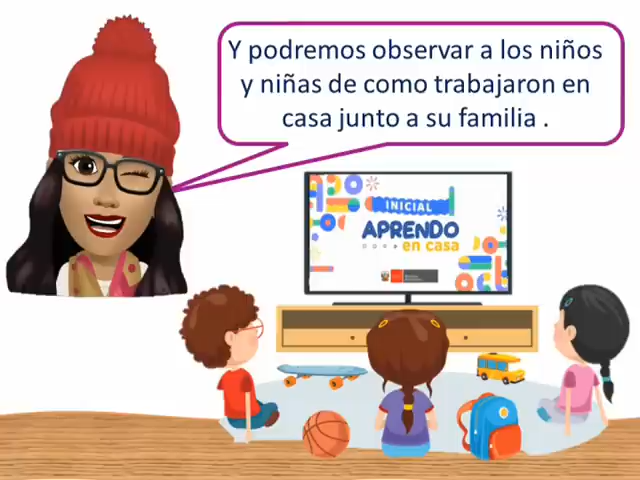 Y podremos observar a los niños
y niñas de como trabajaron en
casa junto a su familia .
INICIAL
APRENDO
en casa